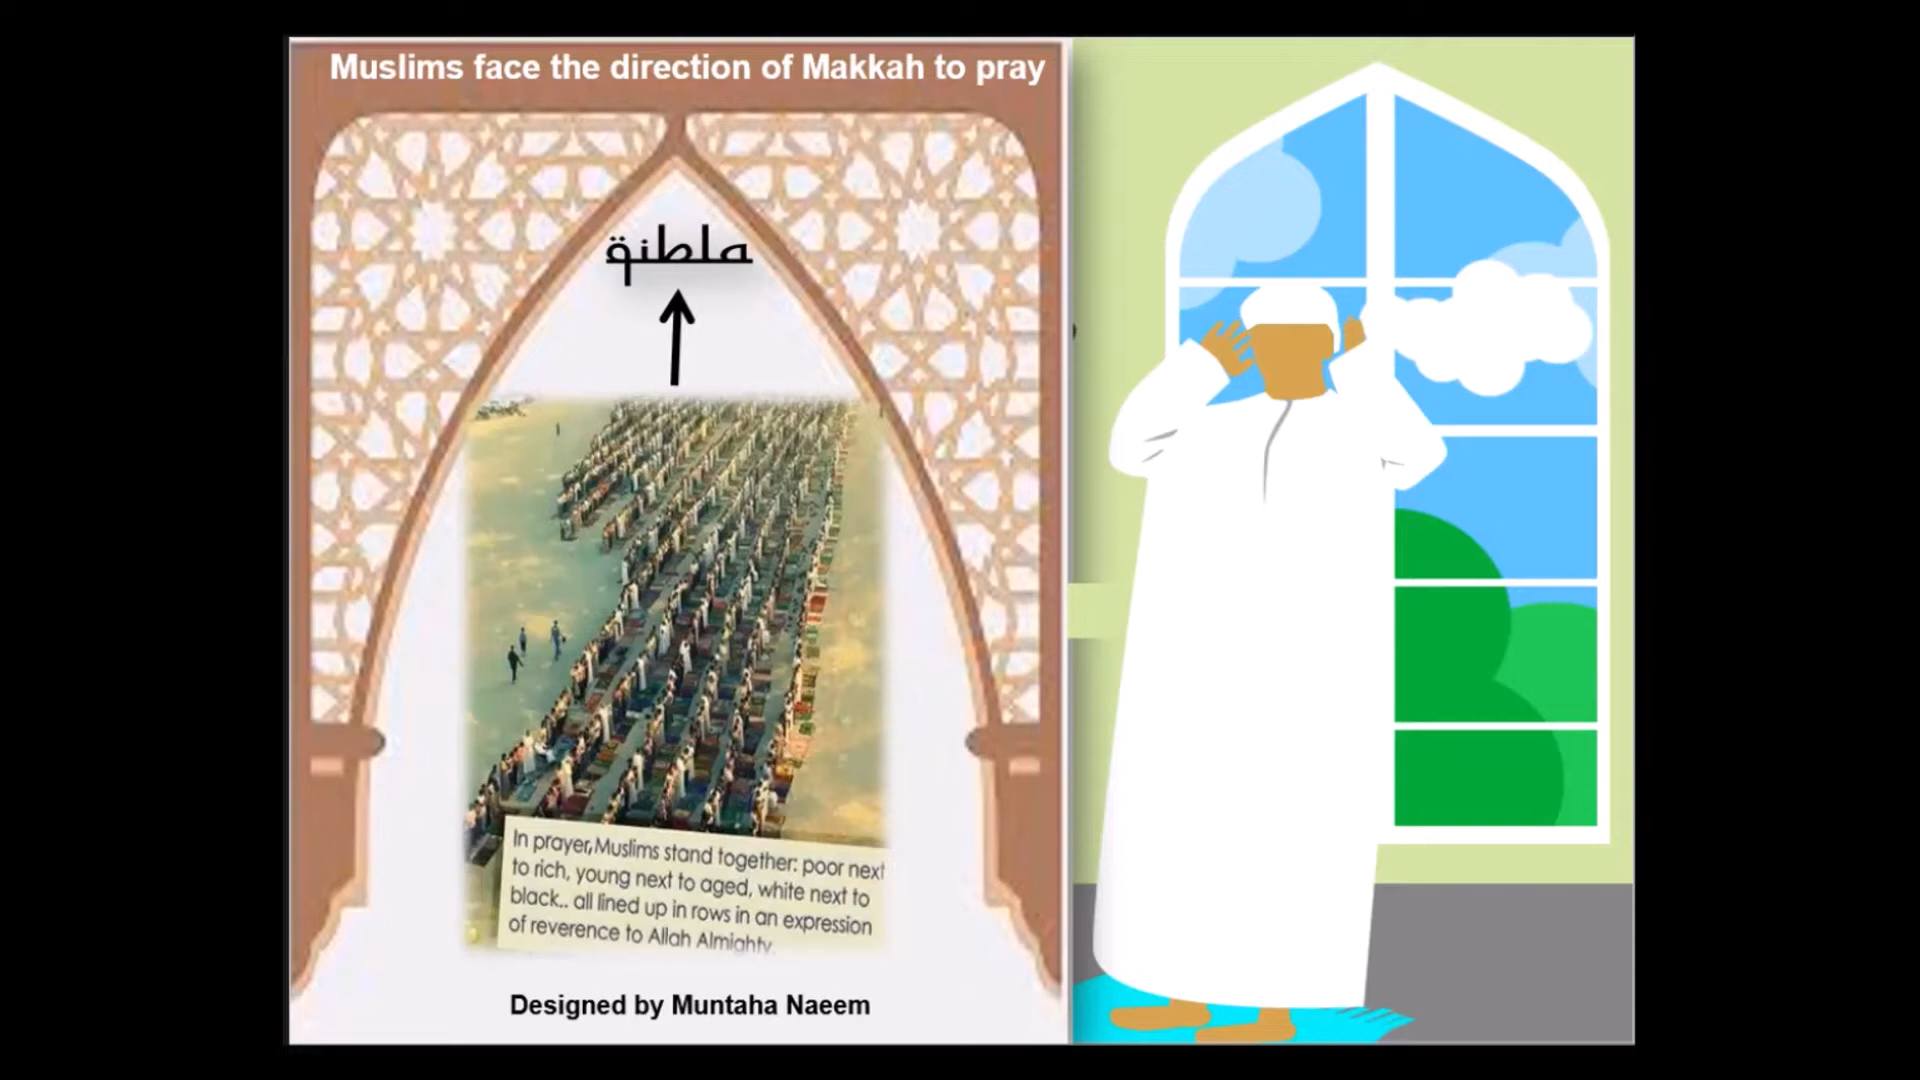 Muslims face the direction of Makkah to pray
qibla
In prayer, Muslims stand together: poor next
to rich, young next to aged, white next to
black.. all lined up in rows in an expression
of reverence to Allah Almighty.
Designed by Muntaha Naeem